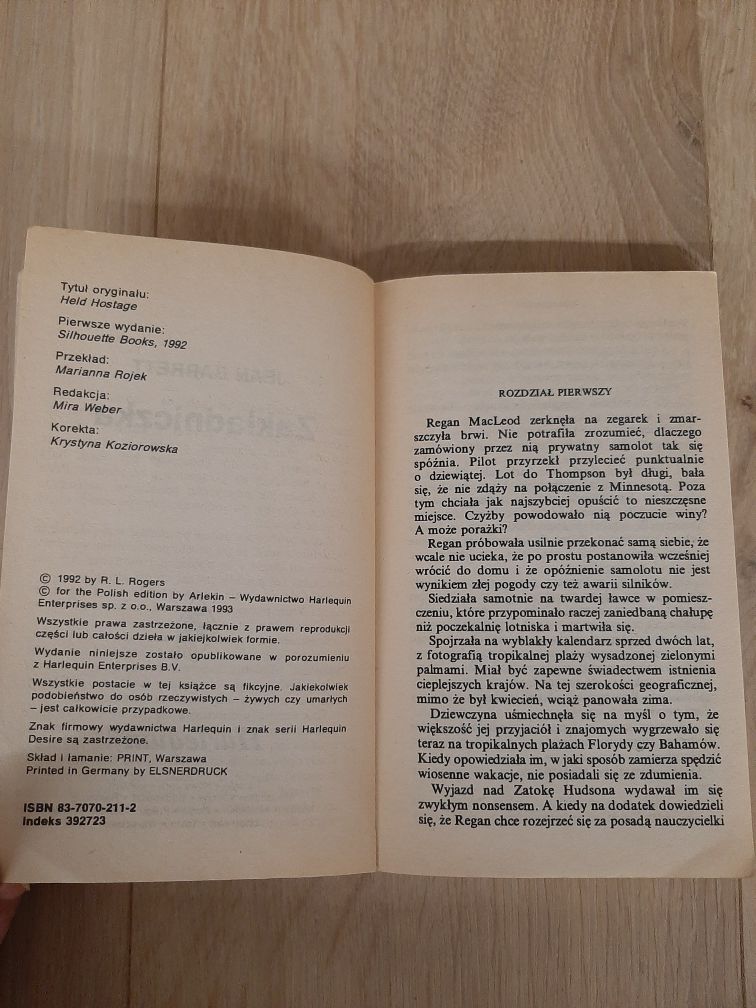 Tytuł oryginału:
Held Hostage
Pierwsze wydanie:
Silhouette Books, 1992
Przekład:
Marianna Rojek
Redakcja:
Mira Weber
Korekta:
Krystyna Koziorowska
© 1992 by R. L. Rogers
© for the Polish edition by Arlekin – Wydawnictwo Harlequin
Enterprises sp. z o.o., Warszawa 1993
Wszystkie prawa zastrzeżone, łącznie z prawem reprodukcji
części lub całości dzieła w jakiejkolwiek formie.
Wydanie niniejsze zostało opublikowane w porozumieniu
z Harlequin Enterprises B.V.
Wszystkie postacie w tej książce są fikcyjne. Jakiekolwiek
podobieństwo do osób rzeczywistych – żywych czy umarłych
– jest całkowicie przypadkowe.
Znak firmowy wydawnictwa Harlequin i znak serii Harlequin
Desire są zastrzeżone.
Skład i łamanie: PRINT, Warszawa
Printed in Germany by ELSNERDRUCK
ISBN 83-7070-211-2
Indeks 392723
ROZDZIAŁ PIERWSZY
Regan MacLeod zerknęła na zegarek i zmar-
szczyła brwi. Nie potrafiła zrozumieć, dlaczego
zamówiony przez nią prywatny samolot tak się
spóźnia. Pilot przyrzekł przylecieć punktualnie
o dziewiątej. Lot do Thompson był długi, bała
się, że nie zdąży na połączenie z Minnesotą. Poza
tym chciała jak najszybciej opuścić to nieszczęsne
miejsce. Czyżby powodowało nią poczucie winy?
A może porażki?
Regan próbowała usilnie przekonać samą siebie, że
wcale nie ucieka, że po prostu postanowiła wcześniej
wrócić do domu i że opóźnienie samolotu nie jest
wynikiem złej pogody czy też awarii silników.
Siedziała samotnie na twardej ławce w pomiesz-
czeniu, które przypominało raczej zaniedbaną chałupę
niż poczekalnię lotniska i martwiła się.
Spojrzała na wyblakły kalendarz sprzed dwóch lat,
z fotografią tropikalnej plaży wysadzonej zielonymi
palmami. Miał być zapewne świadectwem istnienia
cieplejszych krajów. Na tej szerokości geograficznej,
mimo że był kwiecień, wciąż panowała zima.
Dziewczyna uśmiechnęła się na myśl o tym, że
większość jej przyjaciół i znajomych wygrzewało się
teraz na tropikalnych plażach Florydy czy Bahamów.
Kiedy opowiedziała im, w jaki sposób zamierza spędzić
wiosenne wakacje, nie posiadali się ze zdumienia.
Wyjazd nad Zatokę Hudsona wydawał im się
zwykłym nonsensem. A kiedy na dodatek dowiedzieli
się, że Regan chce rozejrzeć się za posadą nauczycielki